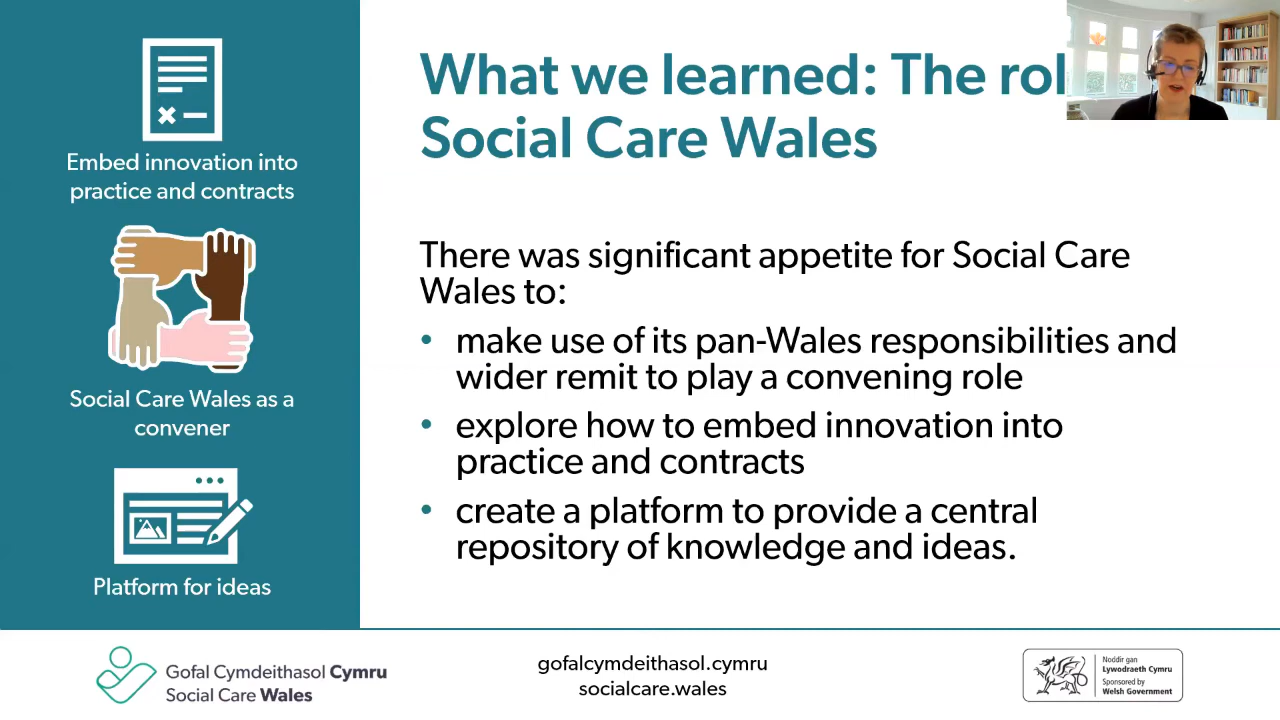 Embed innovation into
practice and contracts
Social Care Wales as a
convener
Platform for ideas
What we learned: The rol
Social Care Wales
There was significant appetite for Social Care
Wales to:
• make use of its pan-Wales responsibilities and
wider remit to play a convening role
• explore how to embed innovation into
practice and contracts
• create a platform to provide a central
repository of knowledge and ideas.
Gofal Cymdeithasol Cymru
Social Care Wales
gofalcymdeithasol.cymru
socialcare.wales
Noddir gan
Lywodraeth Cymru
Sponsored by
Welsh Government